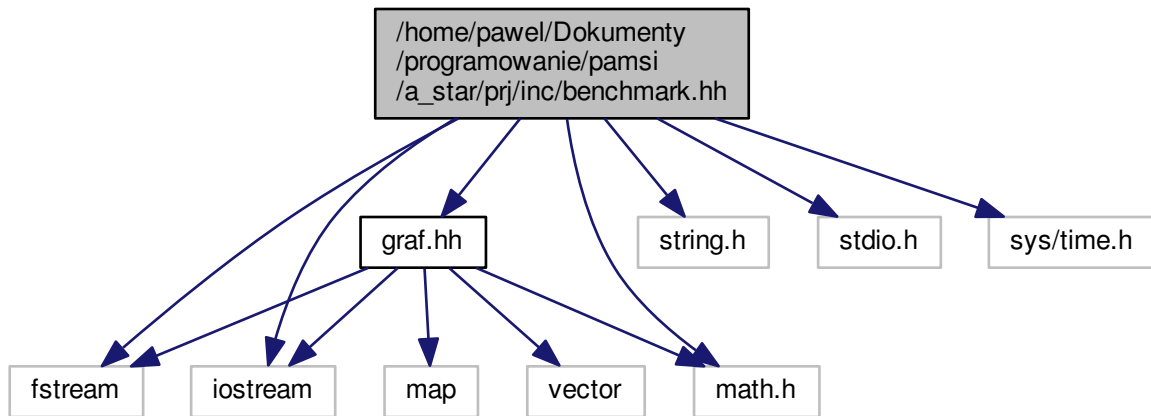 /home/pawel/Dokumenty
/programowanie/pamsi
/a_star/prj/inc/benchmark.hh
graf.hh
string.h
stdio.h
sys/time.h
fstream
iostream
map
vector
math.h